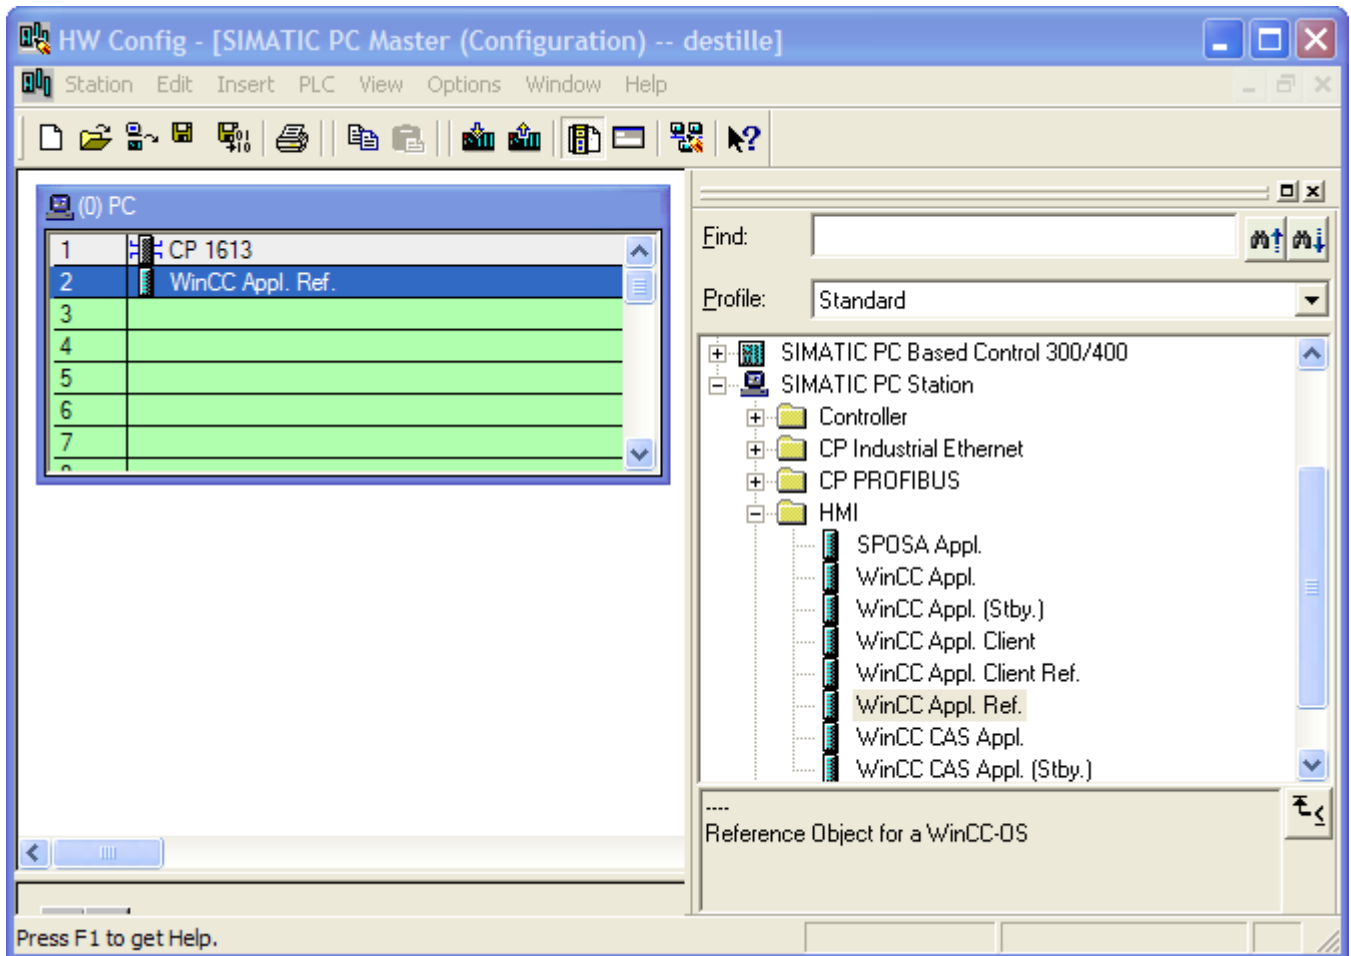 HW Config - [SIMATIC PC Master (Configuration) -- destille]
Station Edit Insert PLC View Options Window Help
(0) PC
1 CP 1613
2 WinCC Appl. Ref.
3
4
5
6
7
Find:
Profile: Standard
SIMATIC PC Based Control 300/400
SIMATIC PC Station
Controller
CP Industrial Ethernet
CP PROFIBUS
HMI
SPOSA Appl.
WinCC Appl.
WinCC Appl. (Stby.)
WinCC Appl. Client
WinCC Appl. Client Ref.
WinCC Appl. Ref.
WinCC CAS Appl.
WinCC CAS Appl. (Stby.)
----
Reference Object for a WinCC-OS
Press F1 to get Help.